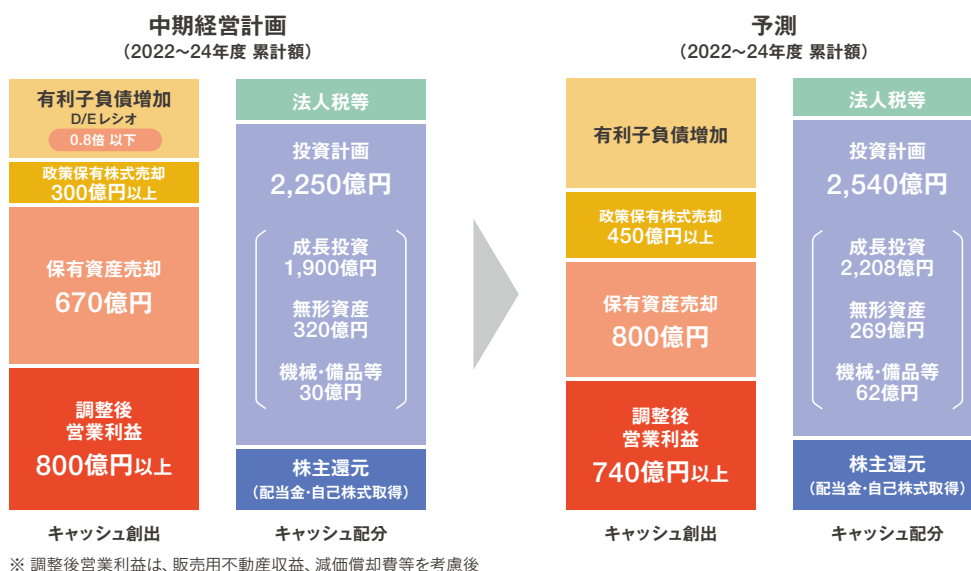 中期経営計画
（2022〜24年度 累計額）
有利子負債増加
D/Eレシオ
0.8倍 以下
政策保有株式売却
300億円以上
保有資産売却
670億円
調整後
営業利益
800億円以上
キャッシュ創出
法人税等
投資計画
2,250億円
成長投資
1,900億円
無形資産
320億円
機械・備品等
30億円
株主還元
（配当金・自己株式取得）
キャッシュ配分
予測
（2022〜24年度 累計額）
有利子負債増加
政策保有株式売却
450億円以上
保有資産売却
800億円
調整後
営業利益
740億円以上
キャッシュ創出
法人税等
投資計画
2,540億円
成長投資
2,208億円
無形資産
269億円
機械・備品等
62億円
株主還元
（配当金・自己株式取得）
キャッシュ配分
※ 調整後営業利益は、販売用不動産収益、減価償却費等を考慮後